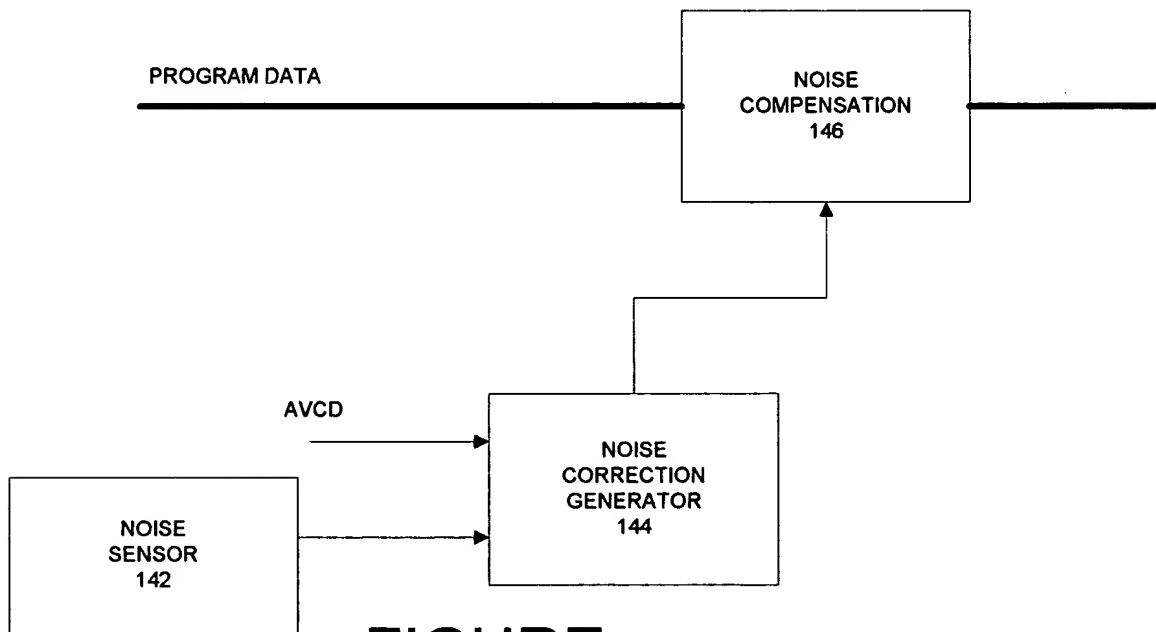 PROGRAM DATA
NOISE
COMPENSATION
146
AVCD
NOISE
CORRECTION
GENERATOR
144
NOISE
SENSOR
142
FIGURE